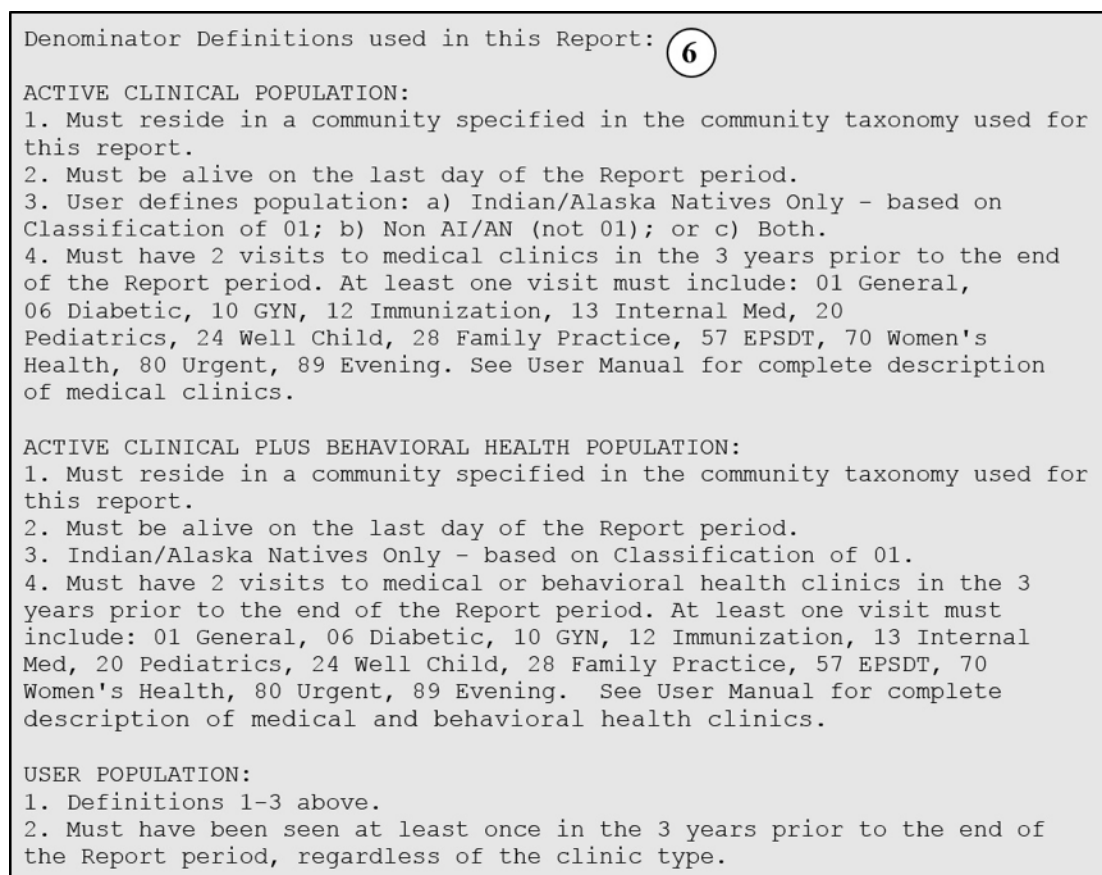 Denominator Definitions used in this Report: 6
ACTIVE CLINICAL POPULATION:
1. Must reside in a community specified in the community taxonomy used for
this report.
2. Must be alive on the last day of the Report period.
3. User defines population: a) Indian/Alaska Natives Only - based on
Classification of 01; b) Non AI/AN (not 01); or c) Both.
4. Must have 2 visits to medical clinics in the 3 years prior to the end
of the Report period. At least one visit must include: 01 General,
06 Diabetic, 10 GYN, 12 Immunization, 13 Internal Med, 20
Pediatrics, 24 Well Child, 28 Family Practice, 57 EPSDT, 70 Women's
Health, 80 Urgent, 89 Evening. See User Manual for complete description
of medical clinics.
ACTIVE CLINICAL PLUS BEHAVIORAL HEALTH POPULATION:
1. Must reside in a community specified in the community taxonomy used for
this report.
2. Must be alive on the last day of the Report period.
3. Indian/Alaska Natives Only - based on Classification of 01.
4. Must have 2 visits to medical or behavioral health clinics in the 3
years prior to the end of the Report period. At least one visit must
include: 01 General, 06 Diabetic, 10 GYN, 12 Immunization, 13 Internal
Med, 20 Pediatrics, 24 Well Child, 28 Family Practice, 57 EPSDT, 70
Women's Health, 80 Urgent, 89 Evening.  See User Manual for complete
description of medical and behavioral health clinics.
USER POPULATION:
1. Definitions 1-3 above.
2. Must have been seen at least once in the 3 years prior to the end of
the Report period, regardless of the clinic type.